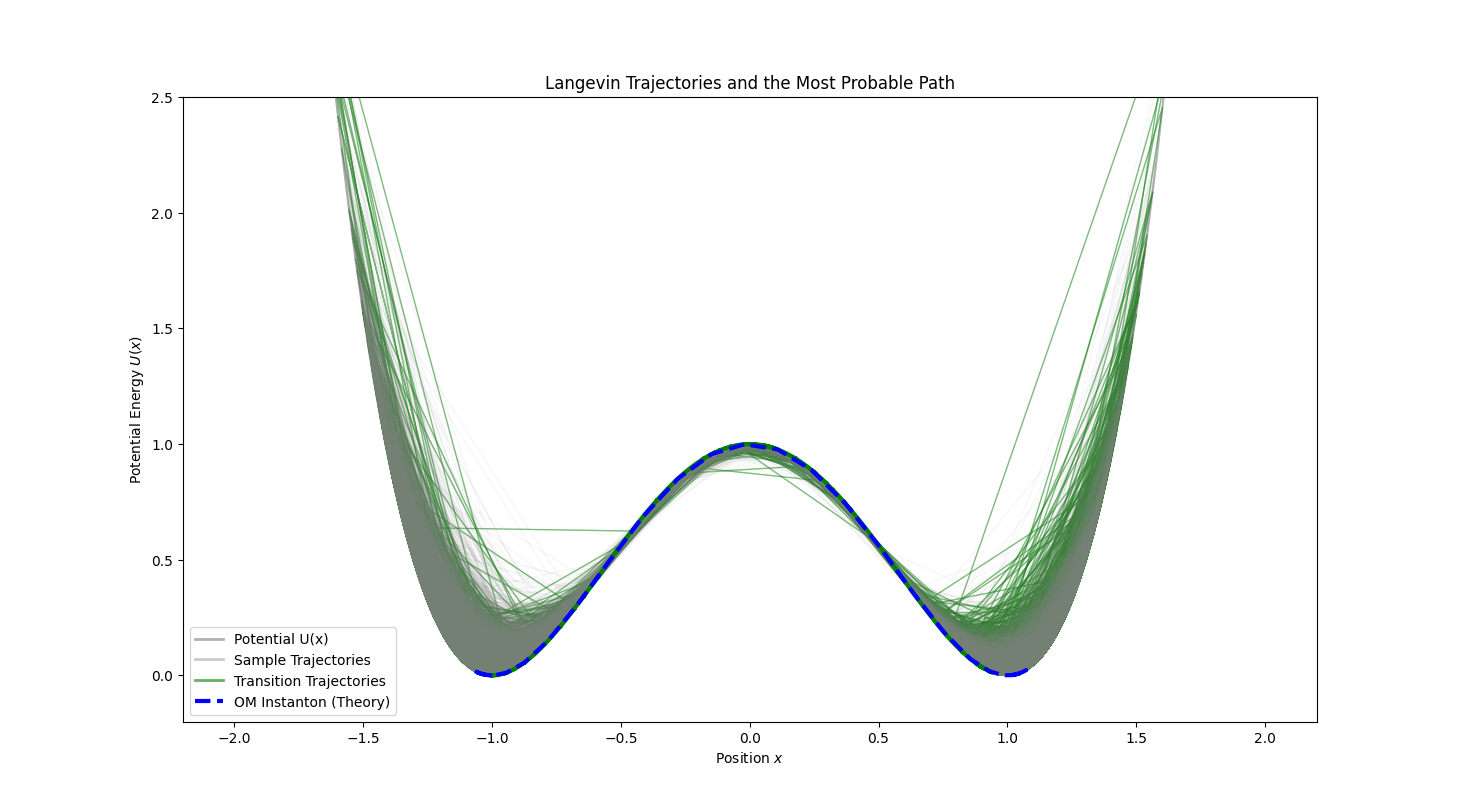 Langevin Trajectories and the Most Probable Path
Potential Energy U(x)
2.5
2.0
1.5
1.0
0.5
0.0
Potential U(x)
Sample Trajectories
Transition Trajectories
OM Instanton (Theory)
−2.0 −1.5 −1.0 −0.5 0.0 0.5 1.0 1.5 2.0
Position x